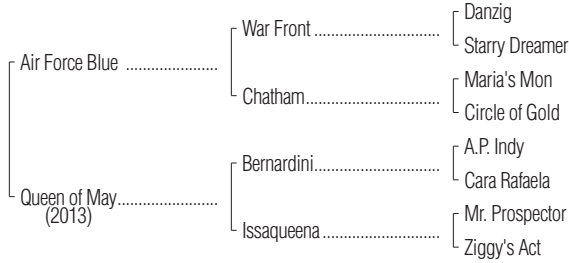 Danzig
War Front ............................
Starry Dreamer
Air Force Blue ......................
Maria's Mon
Chatham...............................
Circle of Gold
A.P. Indy
Bernardini.............................
Cara Rafaela
Queen of May.......................
(2013)
Mr. Prospector
Issaqueena ..........................
Ziggy's Act